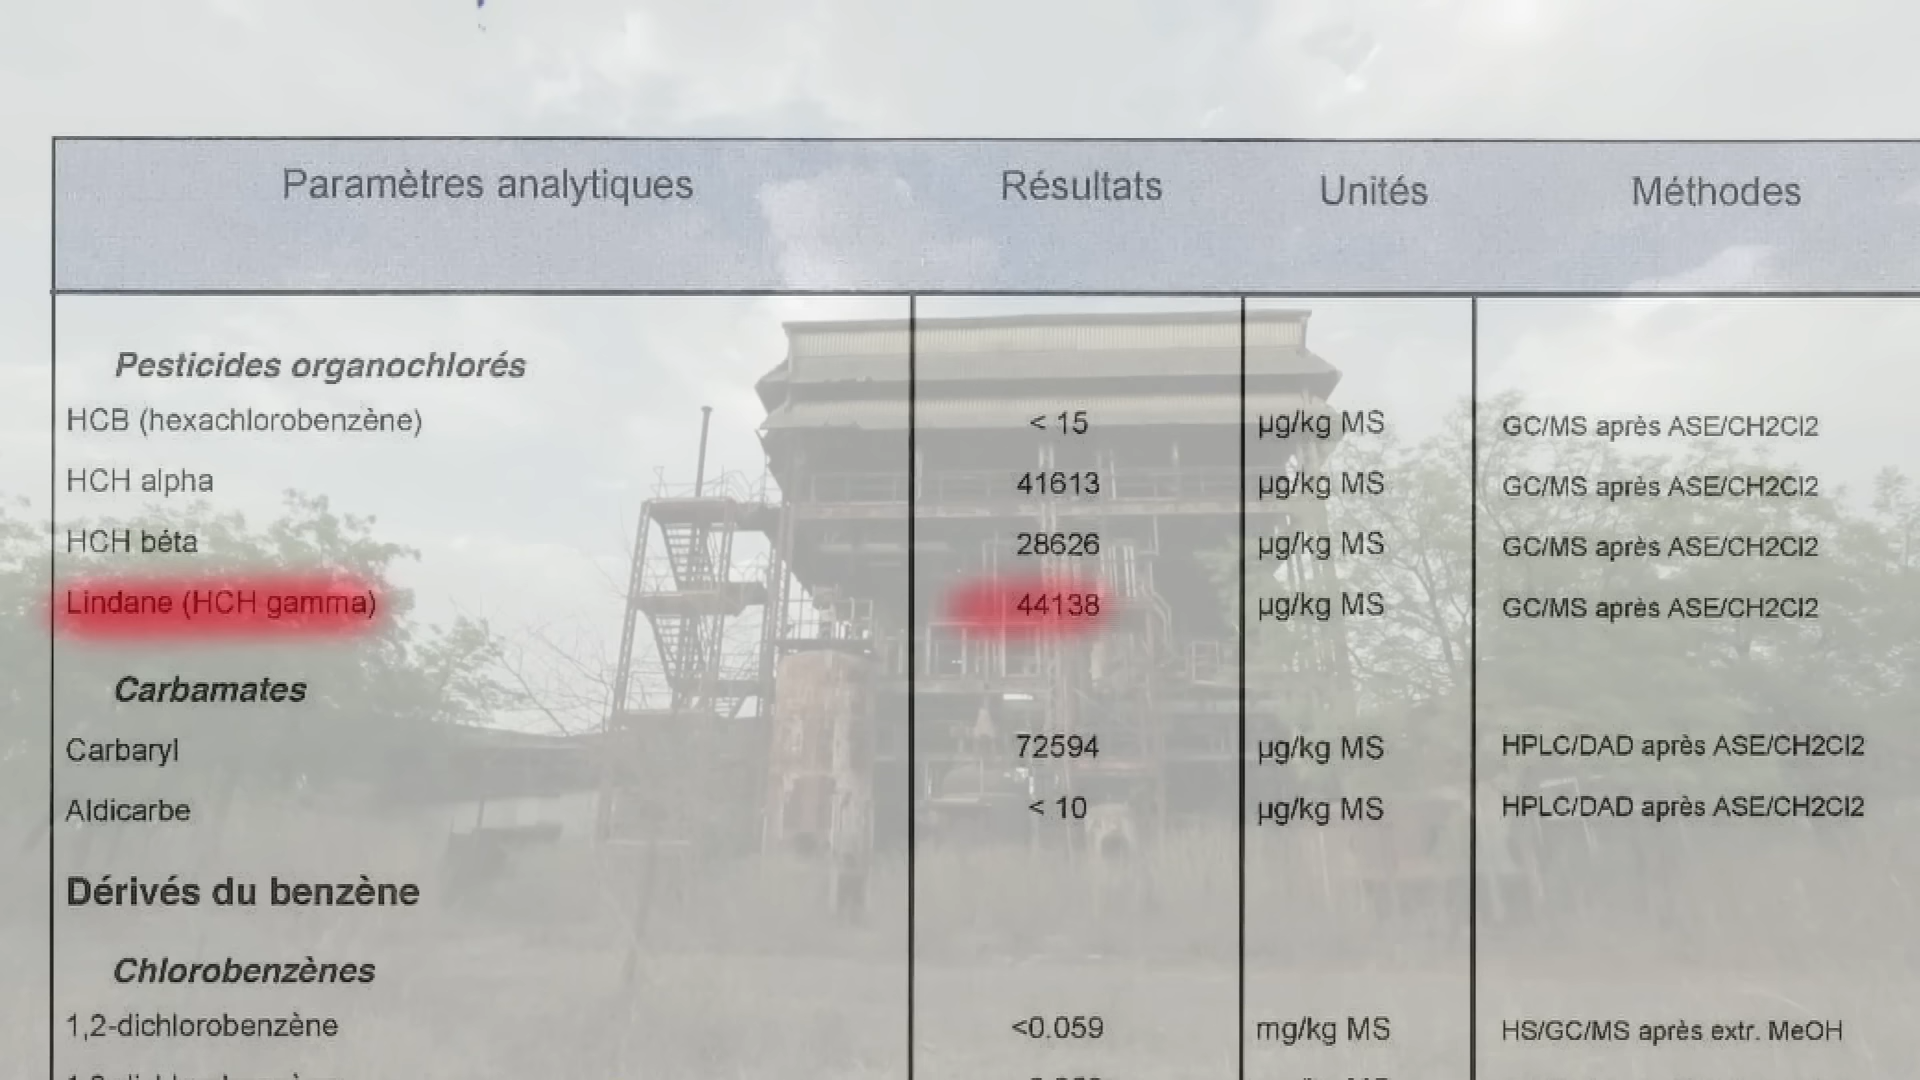 Paramètres analytiques Résultats Unités Méthodes
Pesticides organochlorés
HCB (hexachlorobenzène) < 15 µg/kg MS GC/MS après ASE/CH2Cl2
HCH alpha 41613 µg/kg MS GC/MS après ASE/CH2Cl2
HCH béta 28626 µg/kg MS GC/MS après ASE/CH2Cl2
Lindane (HCH gamma) 44138 µg/kg MS GC/MS après ASE/CH2Cl2
Carbamates
Carbaryl 72594 µg/kg MS HPLC/DAD après ASE/CH2Cl2
Aldicarbe < 10 µg/kg MS HPLC/DAD après ASE/CH2Cl2
Dérivés du benzène
Chlorobenzènes
1,2-dichlorobenzène <0.059 mg/kg MS HS/GC/MS après extr. MeOH